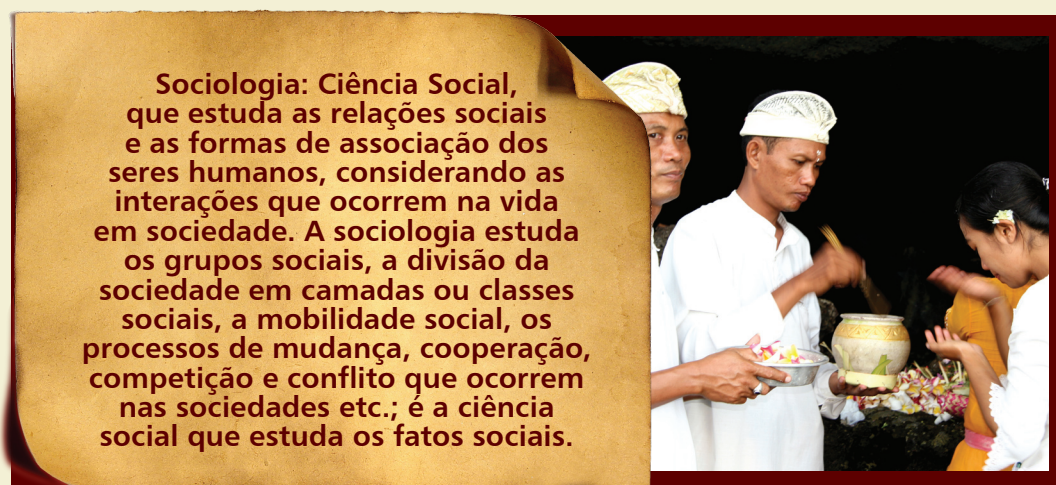 Sociologia: Ciência Social,
que estuda as relações sociais
e as formas de associação dos
seres humanos, considerando as
interações que ocorrem na vida
em sociedade. A sociologia estuda
os grupos sociais, a divisão da
sociedade em camadas ou classes
sociais, a mobilidade social, os
processos de mudança, cooperação,
competição e conflito que ocorrem
nas sociedades etc.; é a ciência
social que estuda os fatos sociais.